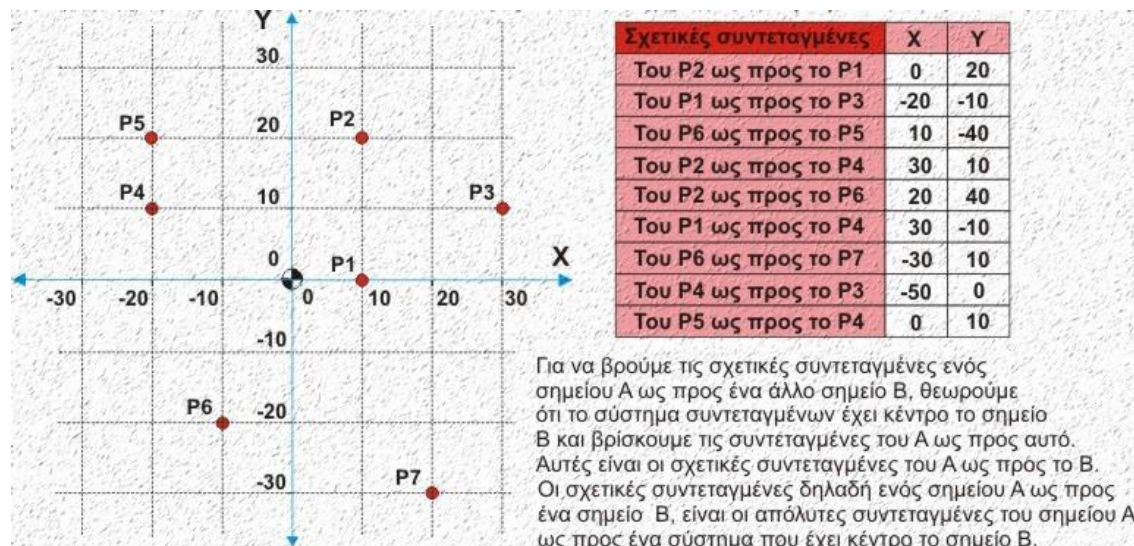 Y
30
P5
20
P2
P4
10
P3
0
P1
X
-30 -20 -10 0 10 20 30
-10
P6
-20
P7
-30
Σχετικές συντεταγμένες X Y
Του P2 ως προς το P1 0 20
Του P1 ως προς το P3 -20 -10
Του P6 ως προς το P5 10 -40
Του P2 ως προς το P4 30 10
Του P2 ως προς το P6 20 40
Του P1 ως προς το P4 30 -10
Του P6 ως προς το P7 -30 10
Του P4 ως προς το P3 -50 0
Του P5 ως προς το P4 0 10
Για να βρούμε τις σχετικές συντεταγμένες ενός
σημείου Α ως προς ένα άλλο σημείο Β, θεωρούμε
ότι το σύστημα συντεταγμένων έχει κέντρο το σημείο
Β και βρίσκουμε τις συντεταγμένες του Α ως προς αυτό.
Αυτές είναι οι σχετικές συντεταγμένες του Α ως προς το Β.
Οι σχετικές συντεταγμένες δηλαδή ενός σημείου Α ως προς
ένα σημείο Β, είναι οι απόλυτες συντεταγμένες του σημείου Α
ως προς ένα σύστημα που έχει κέντρο το σημείο Β.